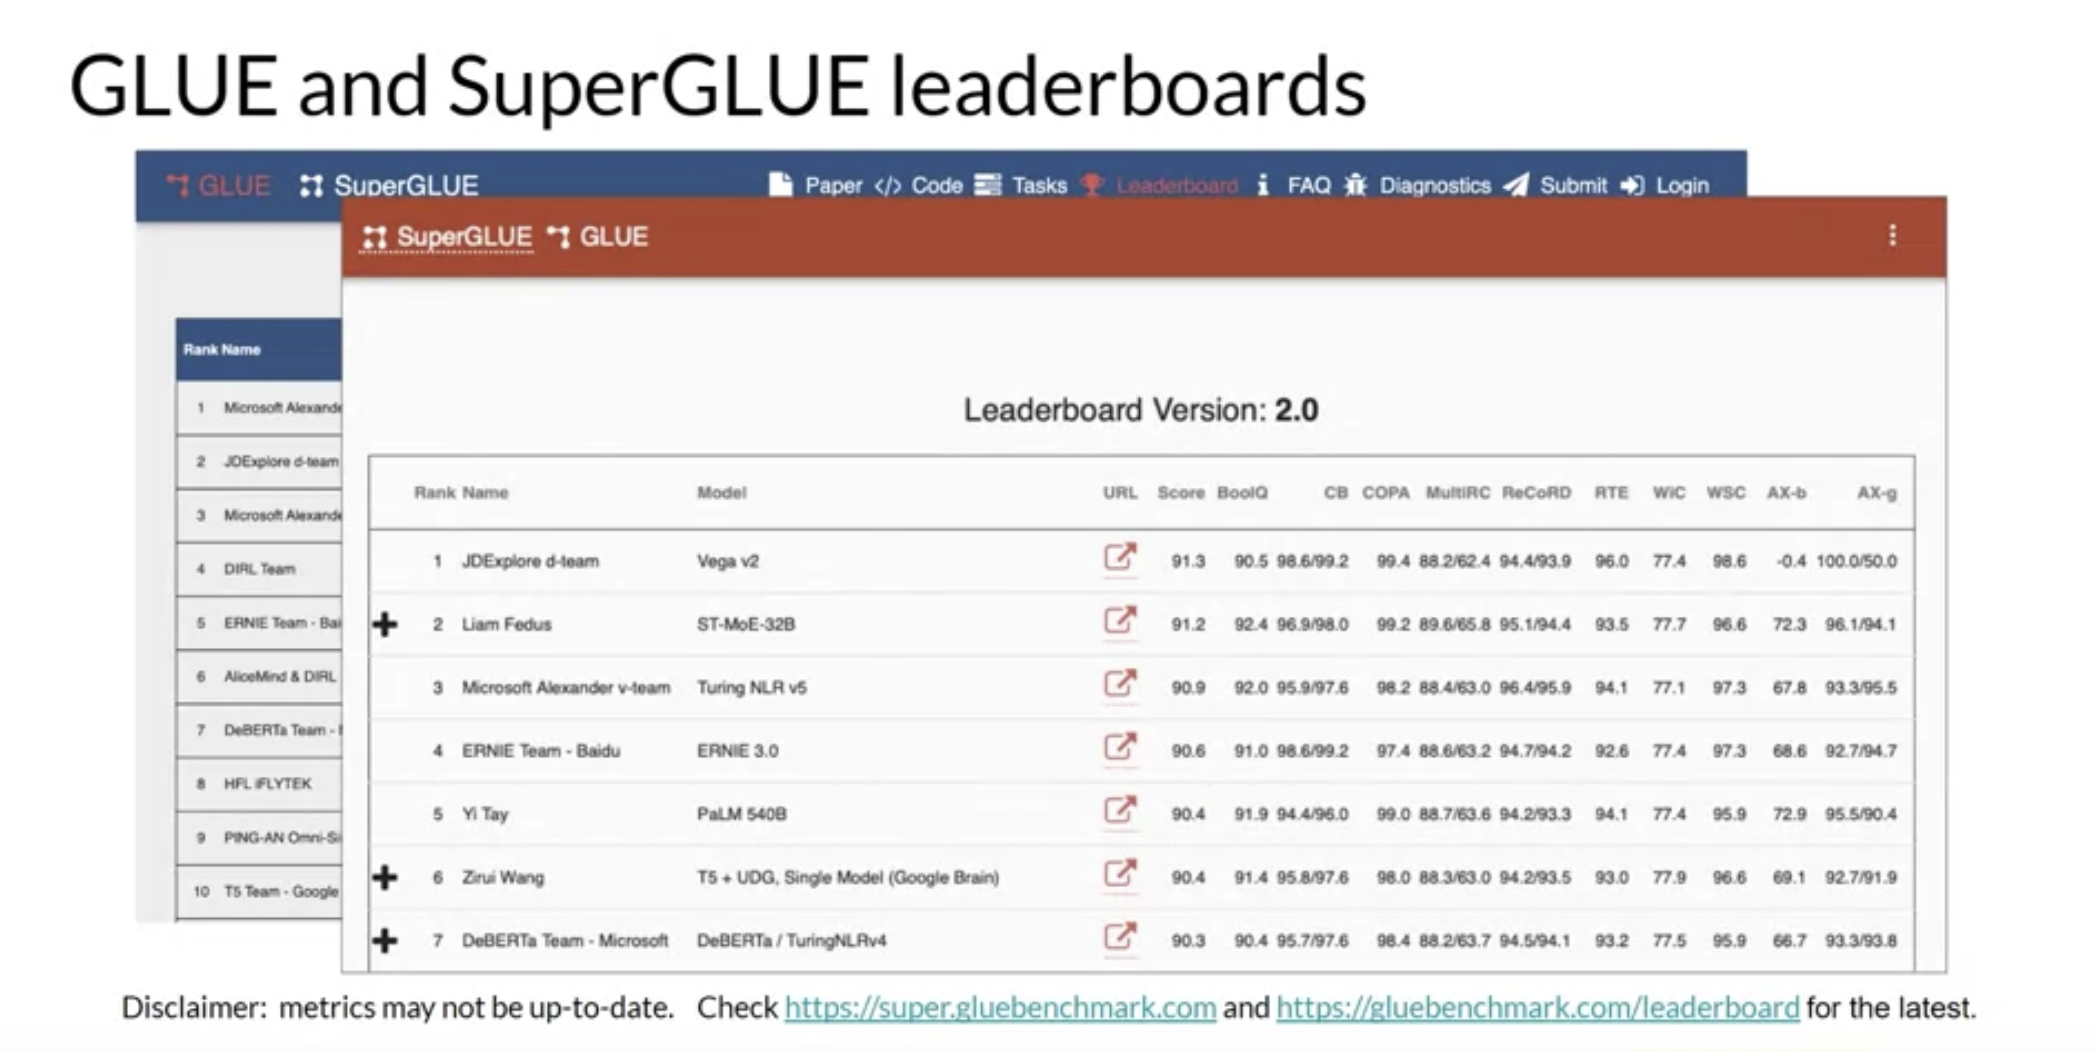 GLUE and SuperGLUE leaderboards
GLUE SuperGLUE Paper </> Code Tasks Leaderboard FAQ Diagnostics Submit Login
SuperGLUE GLUE
Rank Name
1 Microsoft Alexande
2 JDExplore d-team
3 Microsoft Alexande
4 DIRL Team
5 ERNIE Team - Bai
6 AliceMind & DIRL
7 DeBERTa Team -
8 HFL iFLYTEK
9 PING-AN Omni-Si
10 T5 Team - Google
Leaderboard Version: 2.0
Rank Name Model URL Score BoolQ CB COPA MultiRC ReCoRD RTE WiC WSC AX-b AX-g
1 JDExplore d-team Vega v2 91.3 90.5 98.6/99.2 99.4 88.2/62.4 94.4/93.9 96.0 77.4 98.6 -0.4 100.0/50.0
+ 2 Liam Fedus ST-MoE-32B 91.2 92.4 96.9/98.0 99.2 89.6/65.8 95.1/94.4 93.5 77.7 96.6 72.3 96.1/94.1
3 Microsoft Alexander v-team Turing NLR v5 90.9 92.0 95.9/97.6 98.2 88.4/63.0 96.4/95.9 94.1 77.1 97.3 67.8 93.3/95.5
4 ERNIE Team - Baidu ERNIE 3.0 90.6 91.0 98.6/99.2 97.4 88.6/63.2 94.7/94.2 92.6 77.4 97.3 68.6 92.7/94.7
5 Yi Tay PaLM 540B 90.4 91.9 94.4/96.0 99.0 88.7/63.6 94.2/93.3 94.1 77.4 95.9 72.9 95.5/90.4
+ 6 Zirui Wang T5 + UDG, Single Model (Google Brain) 90.4 91.4 95.8/97.6 98.0 88.3/63.0 94.2/93.5 93.0 77.9 96.6 69.1 92.7/91.9
+ 7 DeBERTa Team - Microsoft DeBERTa / TuringNLRv4 90.3 90.4 95.7/97.6 98.4 88.2/63.7 94.5/94.1 93.2 77.5 95.9 66.7 93.3/93.8
Disclaimer: metrics may not be up-to-date. Check https://super.gluebenchmark.com and https://gluebenchmark.com/leaderboard for the latest.